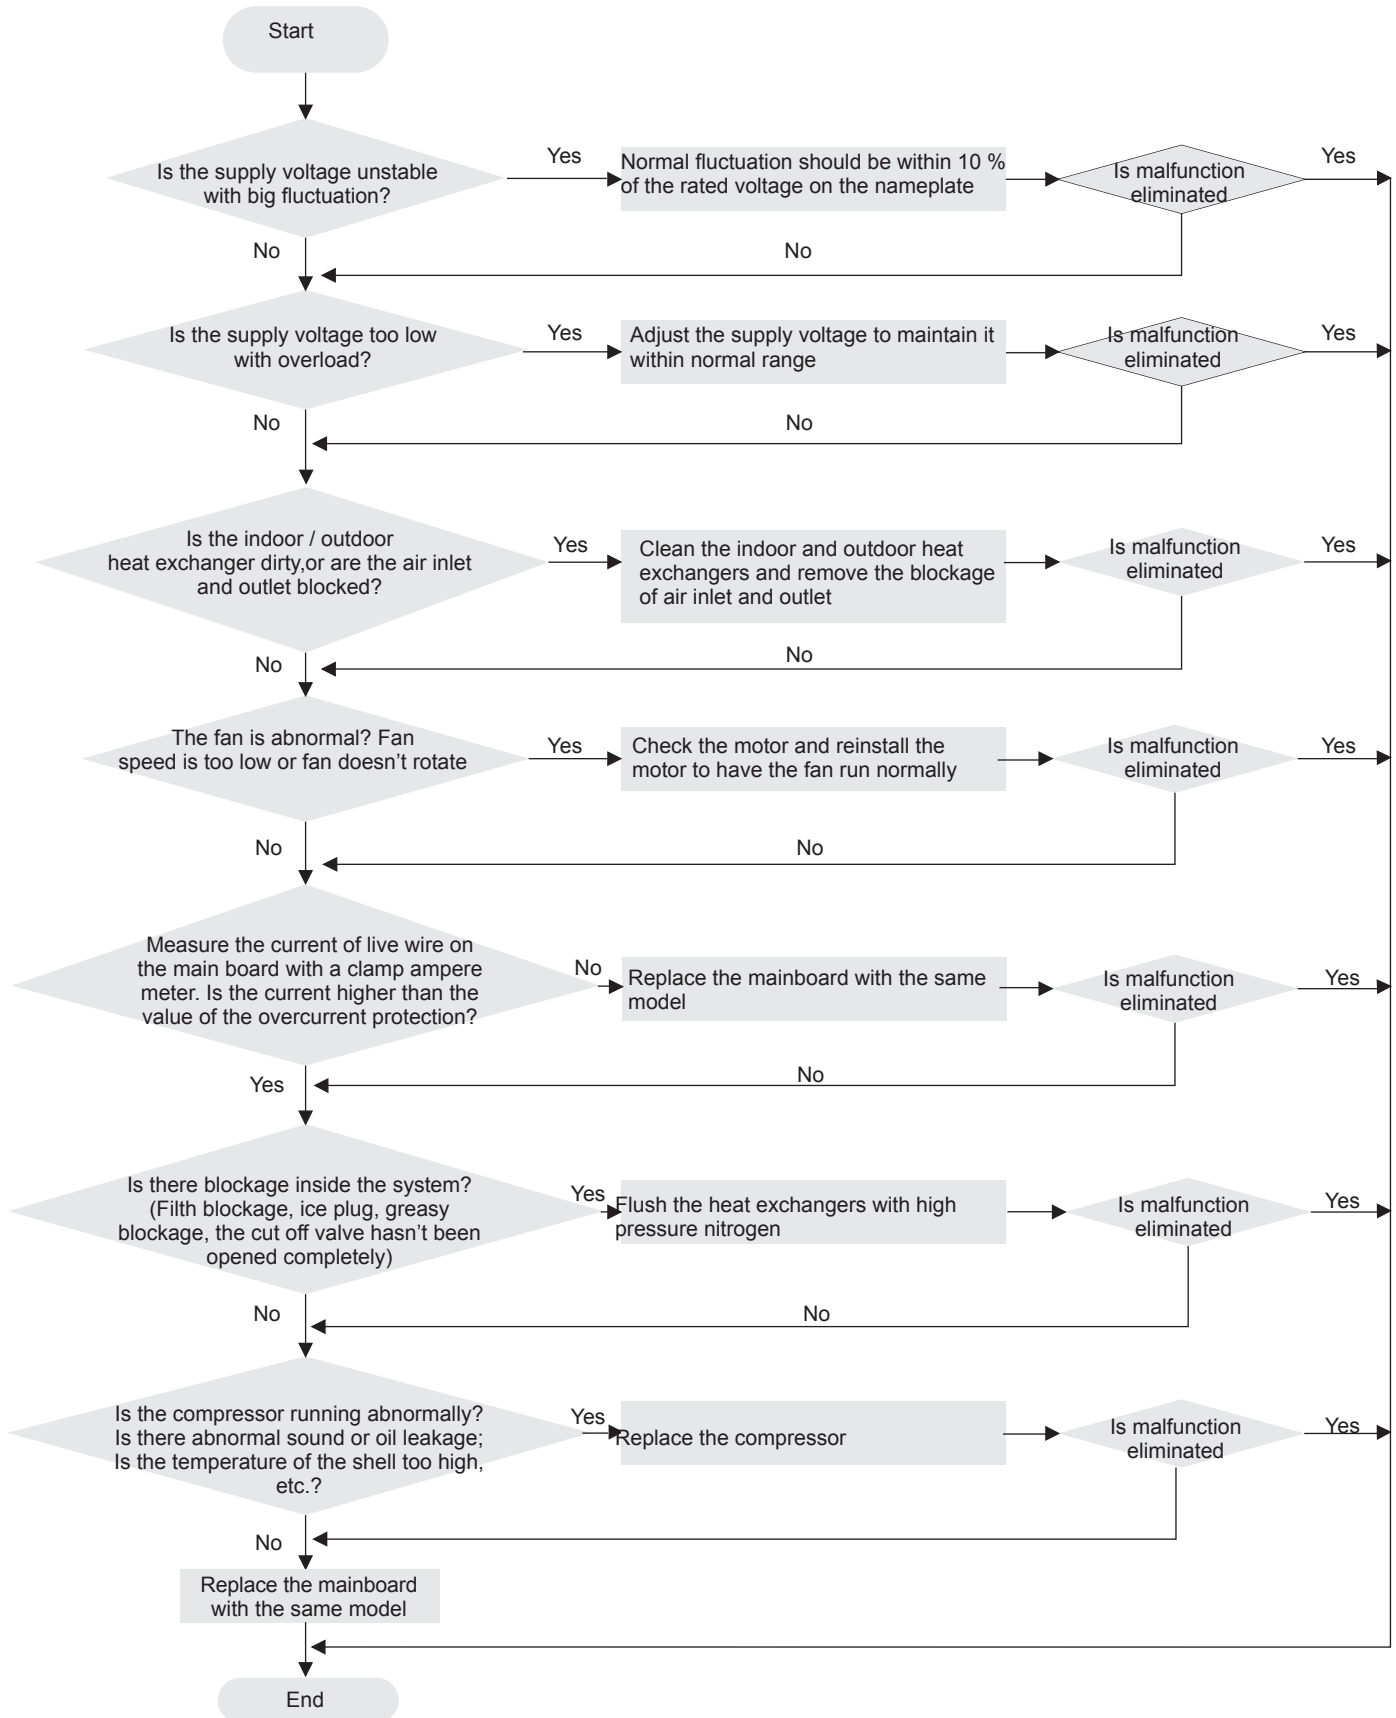 Start
Is the supply voltage unstable
with big fluctuation?
Yes
Normal fluctuation should be within 10 %
of the rated voltage on the nameplate
Is malfunction
eliminated
Yes
No
No
Is the supply voltage too low
with overload?
Yes
Adjust the supply voltage to maintain it
within normal range
Is malfunction
eliminated
Yes
No
No
Is the indoor / outdoor
heat exchanger dirty,or are the air inlet
and outlet blocked?
Yes
Clean the indoor and outdoor heat
exchangers and remove the blockage
of air inlet and outlet
Is malfunction
eliminated
Yes
No
No
The fan is abnormal? Fan
speed is too low or fan doesn’t rotate
Yes
Check the motor and reinstall the
motor to have the fan run normally
Is malfunction
eliminated
Yes
No
No
Measure the current of live wire on
the main board with a clamp ampere
meter. Is the current higher than the
value of the overcurrent protection?
No
Replace the mainboard with the same
model
Is malfunction
eliminated
Yes
Yes
No
Is there blockage inside the system?
(Filth blockage, ice plug, greasy
blockage, the cut off valve hasn’t been
opened completely)
Yes
Flush the heat exchangers with high
pressure nitrogen
Is malfunction
eliminated
Yes
No
No
Is the compressor running abnormally?
Is there abnormal sound or oil leakage;
Is the temperature of the shell too high,
etc.?
Yes
Replace the compressor
Is malfunction
eliminated
Yes
No
Replace the mainboard
with the same model
End